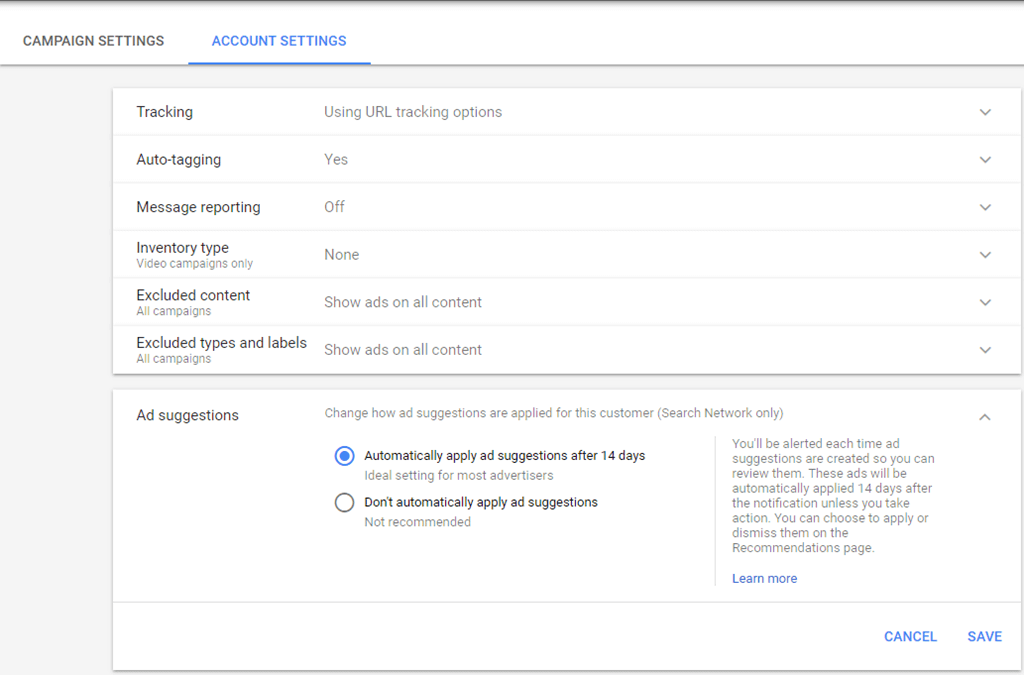 CAMPAIGN SETTINGS ACCOUNT SETTINGS
Tracking Using URL tracking options
Auto-tagging Yes
Message reporting Off
Inventory type
Video campaigns only
None
Excluded content
All campaigns
Show ads on all content
Excluded types and labels
All campaigns
Show ads on all content
Ad suggestions
Change how ad suggestions are applied for this customer (Search Network only)
Automatically apply ad suggestions after 14 days
Ideal setting for most advertisers
Don't automatically apply ad suggestions
Not recommended
You'll be alerted each time ad
suggestions are created so you can
review them. These ads will be
automatically applied 14 days after
the notification unless you take
action. You can choose to apply or
dismiss them on the
Recommendations page.
Learn more
CANCEL SAVE